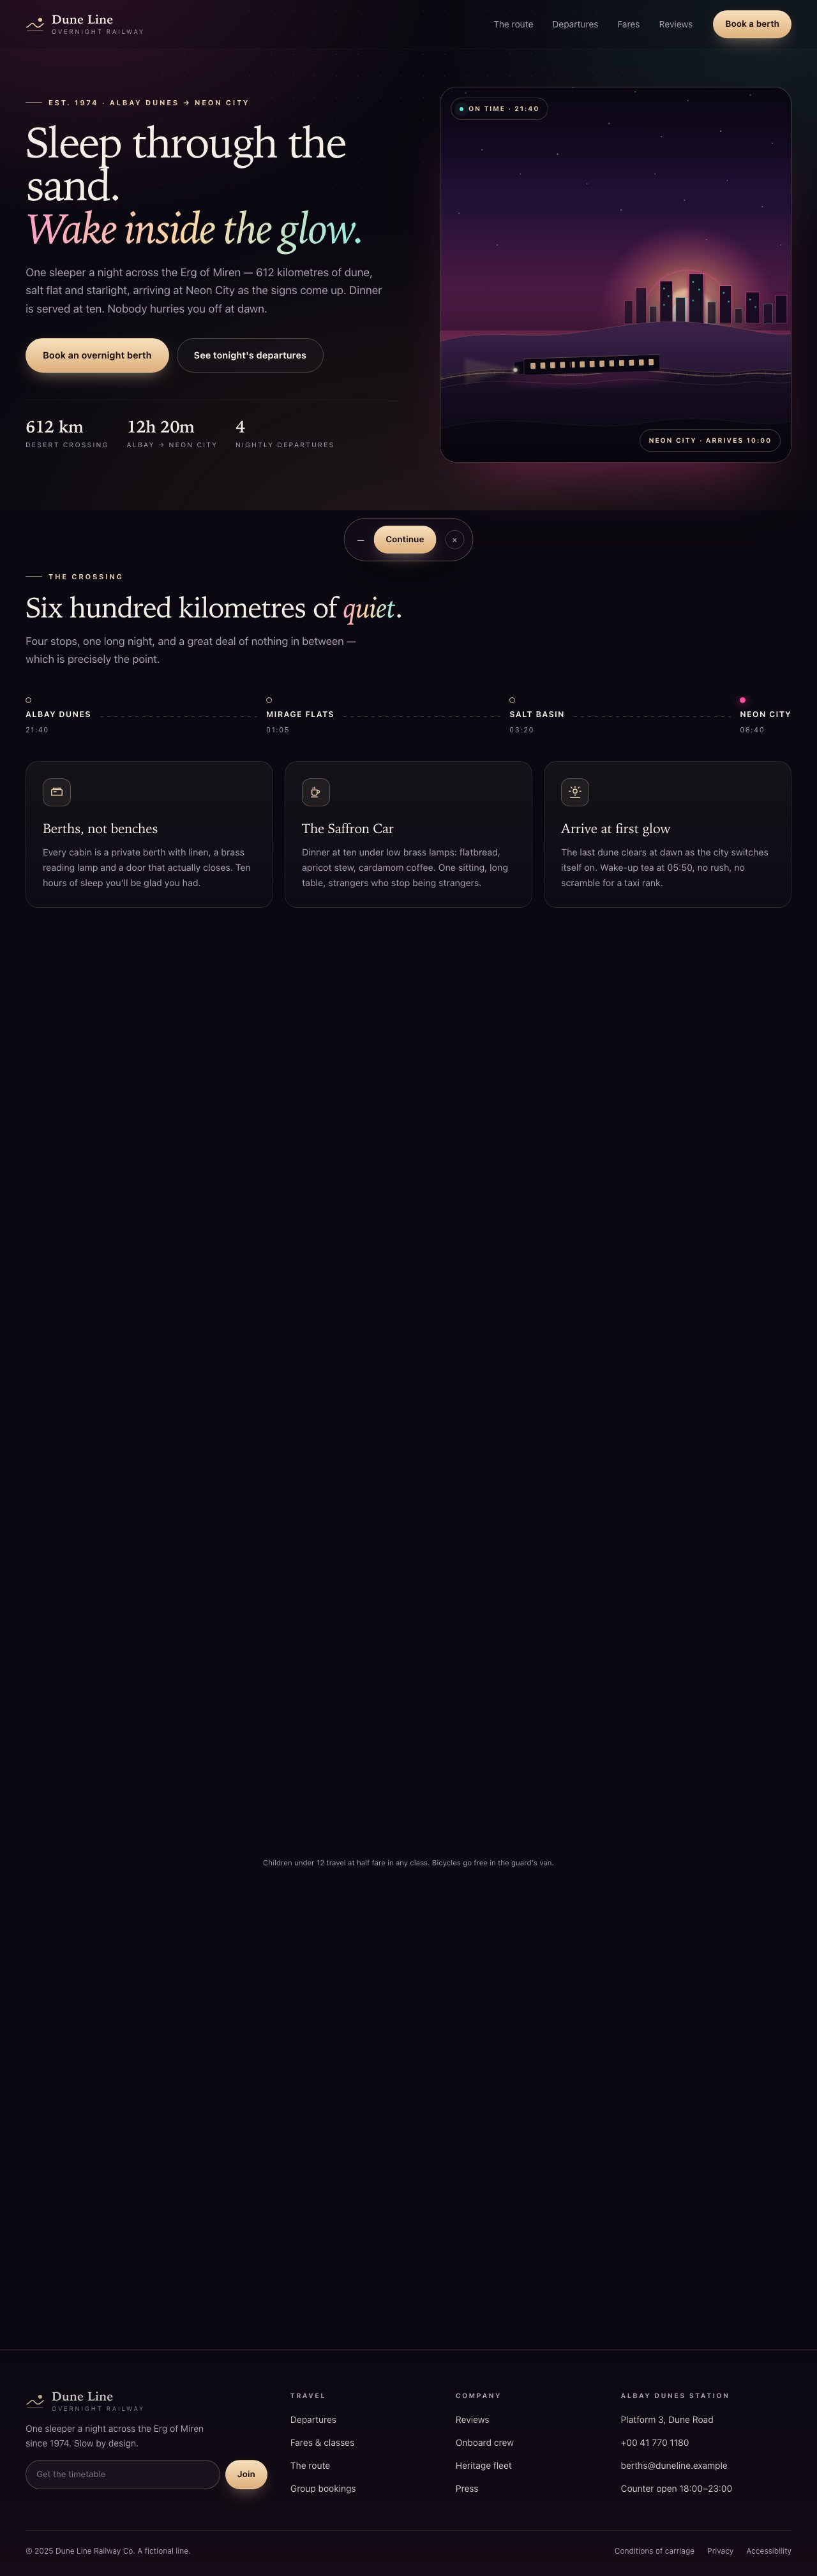 Dune Line
OVERNIGHT RAILWAY
The route
Departures
Fares
Reviews
Book a berth
EST. 1974 · ALBAY DUNES → NEON CITY
Sleep through the
sand.
Wake inside the glow.
One sleeper a night across the Erg of Miren — 612 kilometres of dune,
salt flat and starlight, arriving at Neon City as the signs come up. Dinner
is served at ten. Nobody hurries you off at dawn.
Book an overnight berth
See tonight's departures
612 km
DESERT CROSSING
12h 20m
ALBAY → NEON CITY
4
NIGHTLY DEPARTURES
ON TIME · 21:40
NEON CITY · ARRIVES 10:00
—
Continue
×
THE CROSSING
Six hundred kilometres of quiet.
Four stops, one long night, and a great deal of nothing in between —
which is precisely the point.
ALBAY DUNES
21:40
MIRAGE FLATS
01:05
SALT BASIN
03:20
NEON CITY
06:40
Berths, not benches
Every cabin is a private berth with linen, a brass
reading lamp and a door that actually closes. Ten
hours of sleep you'll be glad you had.
The Saffron Car
Dinner at ten under low brass lamps: flatbread,
apricot stew, cardamom coffee. One sitting, long
table, strangers who stop being strangers.
Arrive at first glow
The last dune clears at dawn as the city switches
itself on. Wake-up tea at 05:50, no rush, no
scramble for a taxi rank.
Children under 12 travel at half fare in any class. Bicycles go free in the guard's van.
Dune Line
OVERNIGHT RAILWAY
One sleeper a night across the Erg of Miren
since 1974. Slow by design.
Get the timetable
Join
TRAVEL
Departures
Fares & classes
The route
Group bookings
COMPANY
Reviews
Onboard crew
Heritage fleet
Press
ALBAY DUNES STATION
Platform 3, Dune Road
+00 41 770 1180
berths@duneline.example
Counter open 18:00–23:00
© 2025 Dune Line Railway Co. A fictional line.
Conditions of carriage
Privacy
Accessibility